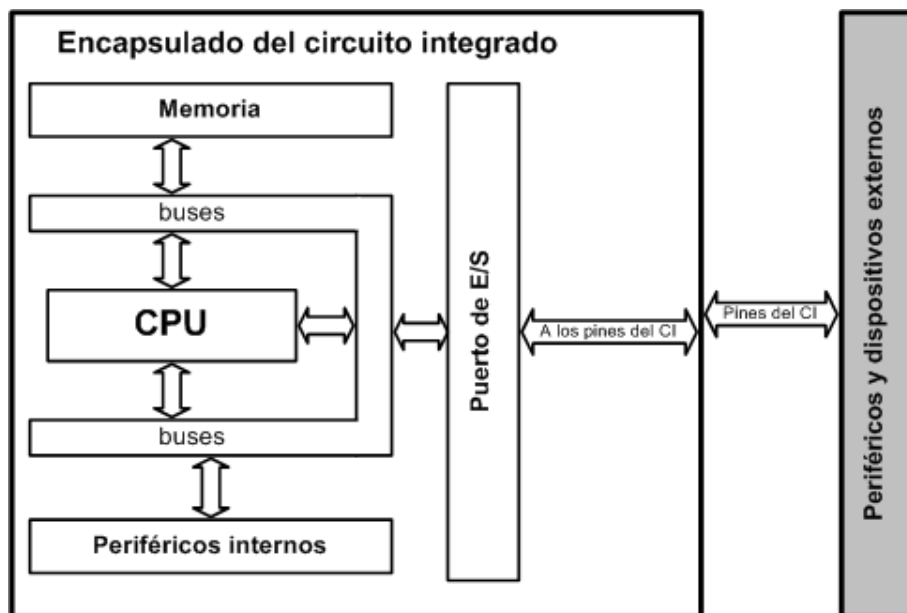 Encapsulado del circuito integrado
Memoria
buses
CPU
buses
Periféricos internos
Puerto de E/S
A los pines del CI
Pines del CI
Periféricos y dispositivos externos